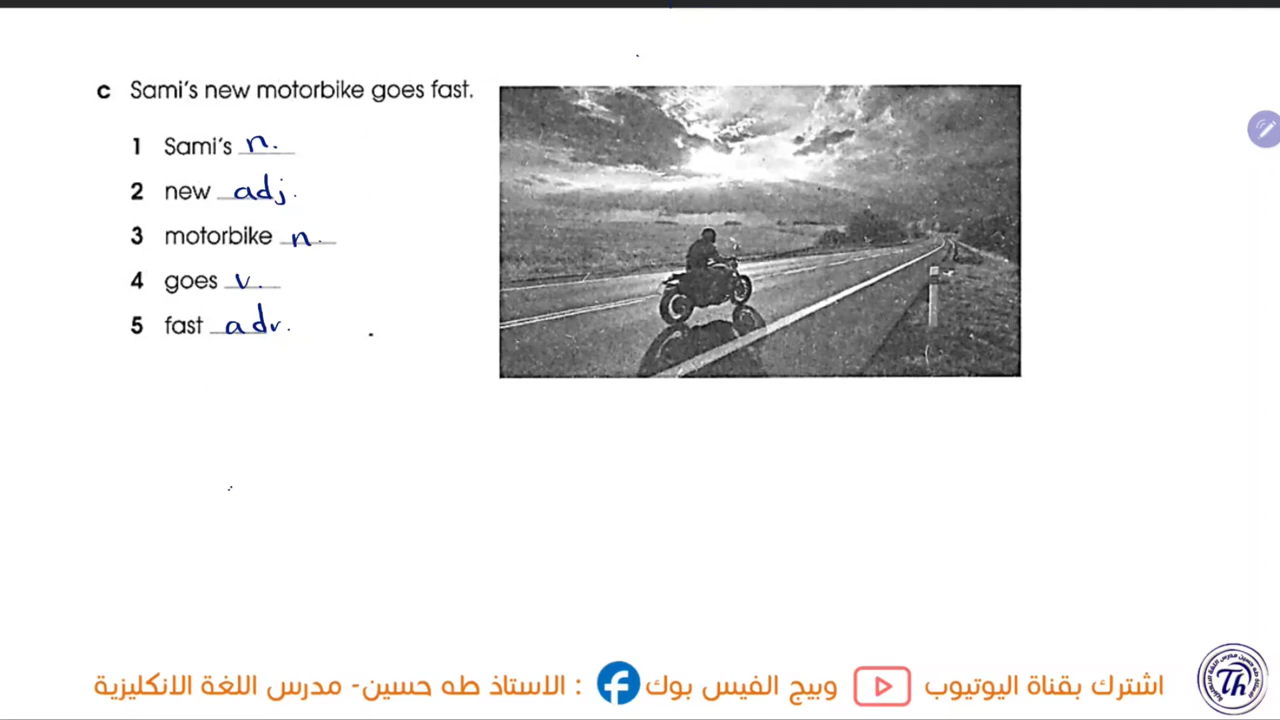 c Sami's new motorbike goes fast.
1 Sami's n.
2 new adj.
3 motorbike n.
4 goes v.
5 fast adv.
اشترك بقناة اليوتيوب وبيج الفيس بوك : الاستاذ طه حسين- مدرس اللغة الانكليزية
Th